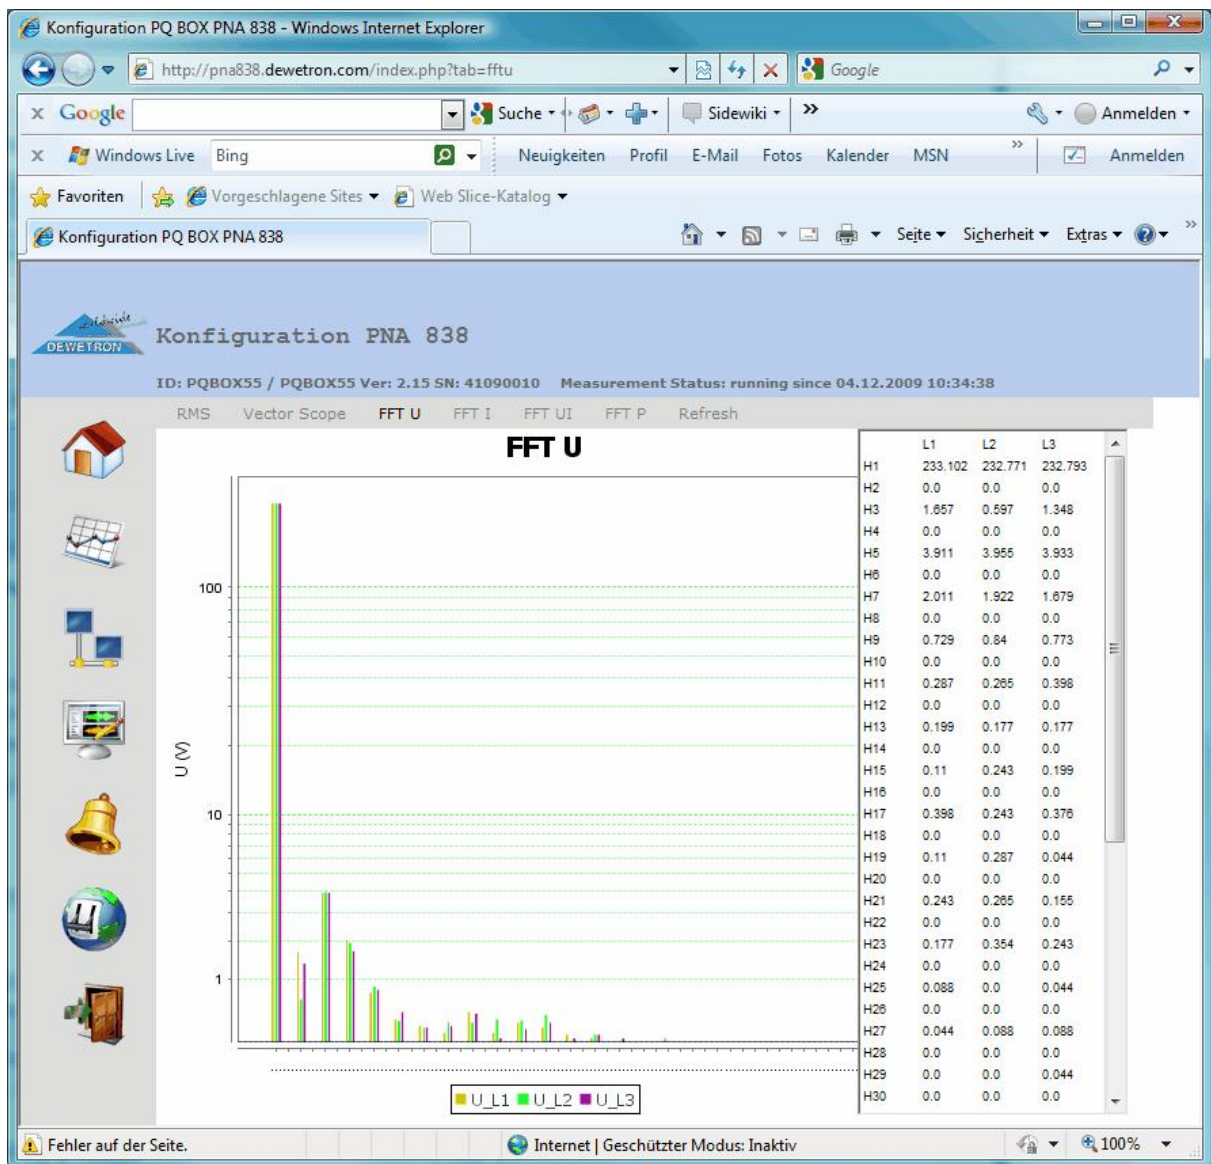 Konfiguration PQ BOX PNA 838 - Windows Internet Explorer
http://pna838.dewetron.com/index.php?tab=fftu
Google
x Google Suche Sidewiki » Anmelden
x Windows Live Bing Neuigkeiten Profil E-Mail Fotos Kalender MSN » Anmelden
Favoriten Vorgeschlagene Sites Web Slice-Katalog
Konfiguration PQ BOX PNA 838 Seite Sicherheit Extras »
DEWETRON
Konfiguration PNA 838
ID: PQBOX55 / PQBOX55 Ver: 2.15 SN: 41090010 Measurement Status: running since 04.12.2009 10:34:38
RMS Vector Scope FFT U FFT I FFT UI FFT P Refresh
FFT U
U (V)
100
10
1
U_L1 U_L2 U_L3
L1 L2 L3
H1 233.102 232.771 232.793
H2 0.0 0.0 0.0
H3 1.657 0.597 1.348
H4 0.0 0.0 0.0
H5 3.911 3.955 3.933
H6 0.0 0.0 0.0
H7 2.011 1.922 1.679
H8 0.0 0.0 0.0
H9 0.729 0.84 0.773
H10 0.0 0.0 0.0
H11 0.287 0.265 0.398
H12 0.0 0.0 0.0
H13 0.199 0.177 0.177
H14 0.0 0.0 0.0
H15 0.11 0.243 0.199
H16 0.0 0.0 0.0
H17 0.398 0.243 0.376
H18 0.0 0.0 0.0
H19 0.11 0.287 0.044
H20 0.0 0.0 0.0
H21 0.243 0.265 0.155
H22 0.0 0.0 0.0
H23 0.177 0.354 0.243
H24 0.0 0.0 0.0
H25 0.088 0.0 0.044
H26 0.0 0.0 0.0
H27 0.044 0.088 0.088
H28 0.0 0.0 0.0
H29 0.0 0.0 0.044
H30 0.0 0.0 0.0
Fehler auf der Seite. Internet | Geschützter Modus: Inaktiv 100%